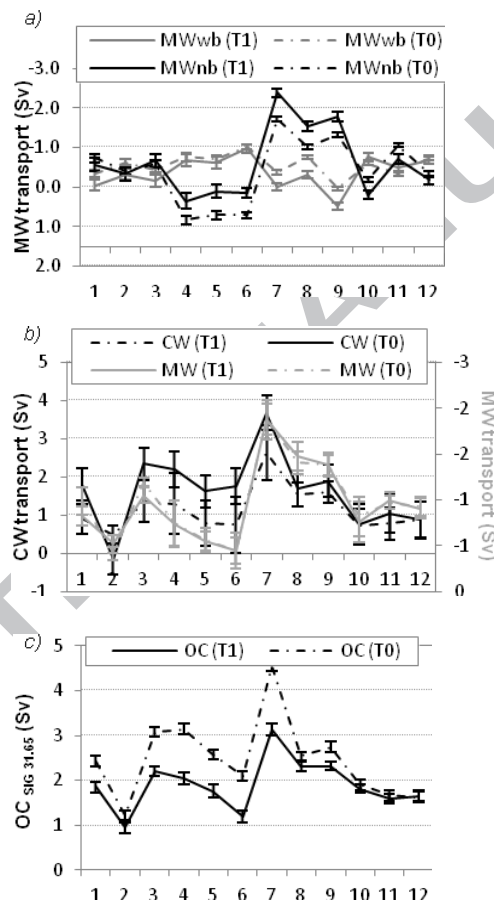 a)
MWwb (T1) MWwb (T0)
MWnb (T1) MWnb (T0)
-3.0
-2.0
-1.0
0.0
1.0
2.0
MWtransport (Sv)
1 2 3 4 5 6 7 8 9 10 11 12
b)
CW (T1) CW (T0)
MW (T1) MW (T0)
5
4
3
2
1
0
-1
CWtransport (Sv)
-3
-2
-2
-1
-1
0
MWtransport (Sv)
1 2 3 4 5 6 7 8 9 10 11 12
c)
OC (T1) OC (T0)
5
4
3
2
1
0
OC SIG 31.65 (Sv)
1 2 3 4 5 6 7 8 9 10 11 12